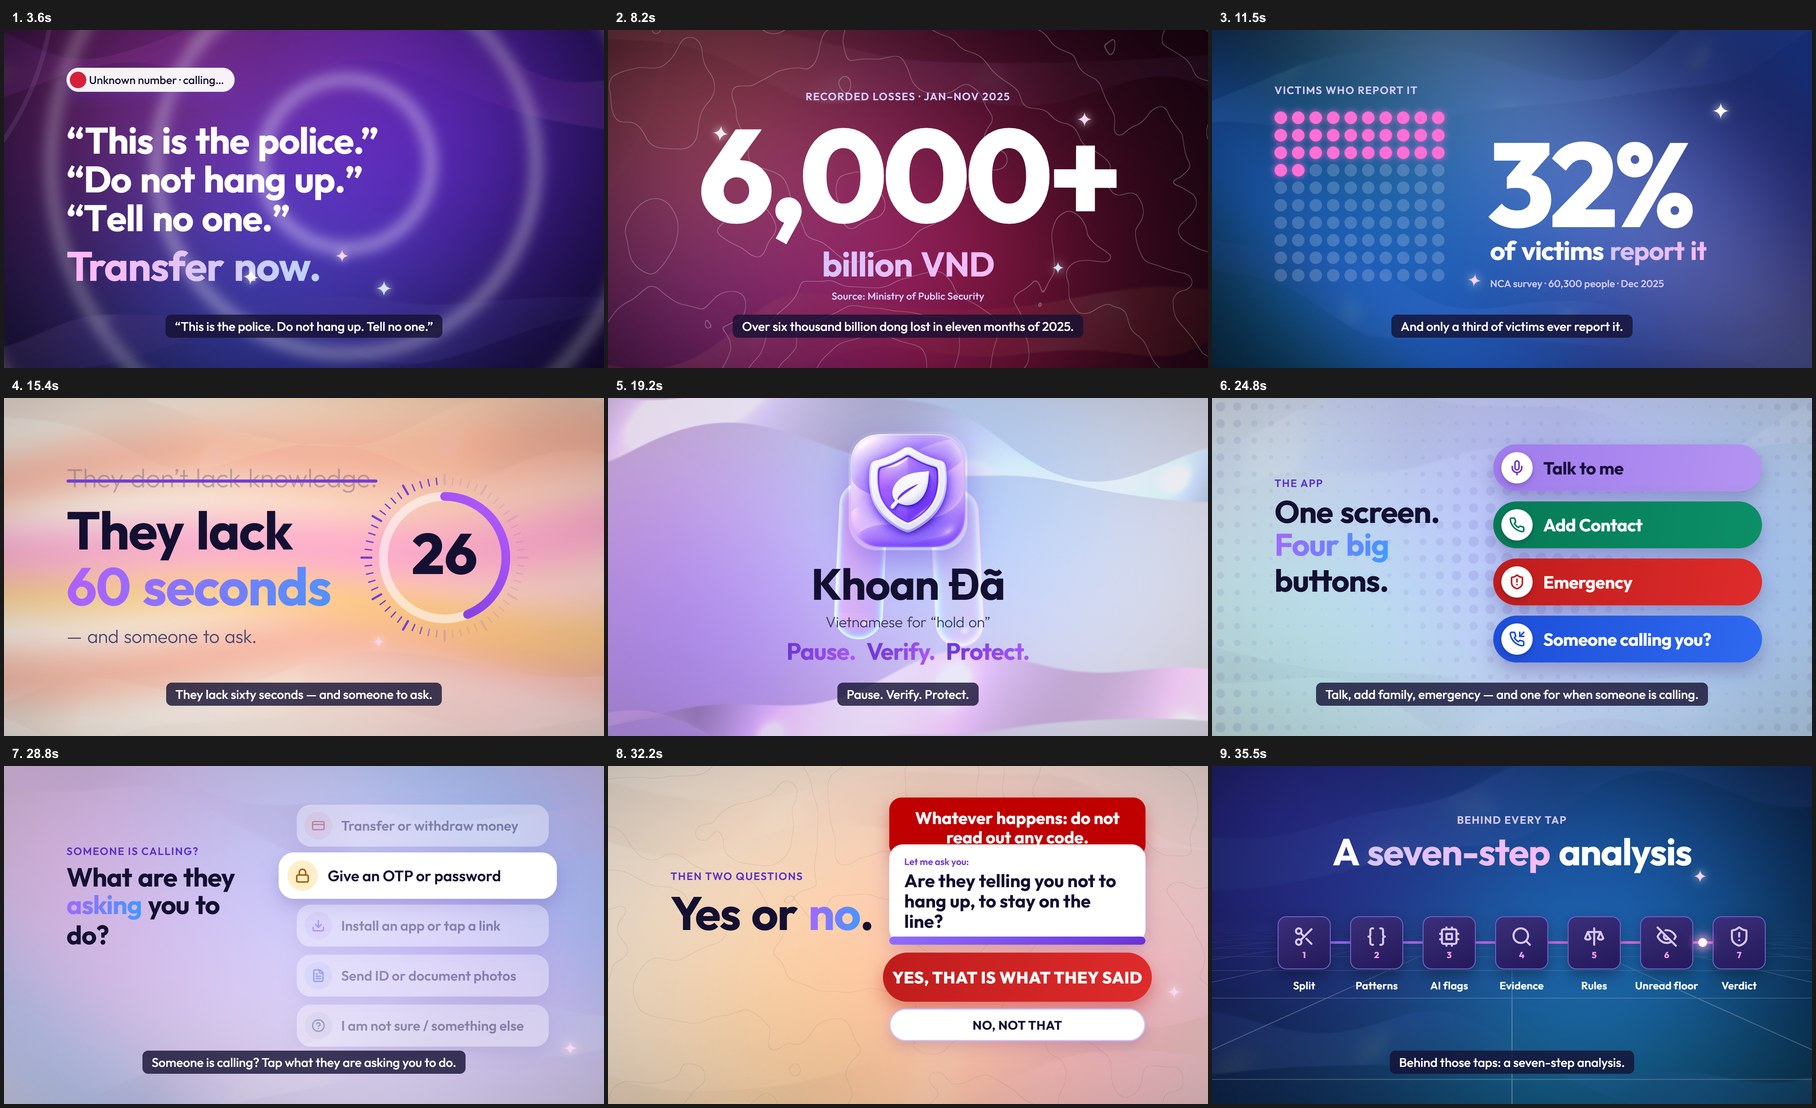 1. 3.6s
Unknown number · calling...
“This is the police.”
“Do not hang up.”
“Tell no one.”
Transfer now.
“This is the police. Do not hang up. Tell no one.”
2. 8.2s
RECORDED LOSSES · JAN–NOV 2025
6,000+
billion VND
Source: Ministry of Public Security
Over six thousand billion dong lost in eleven months of 2025.
3. 11.5s
VICTIMS WHO REPORT IT
32%
of victims report it
NCA survey · 60,300 people · Dec 2025
And only a third of victims ever report it.
4. 15.4s
They don’t lack knowledge.
They lack
60 seconds
— and someone to ask.
26
They lack sixty seconds — and someone to ask.
5. 19.2s
Khoan Đã
Vietnamese for “hold on”
Pause. Verify. Protect.
Pause. Verify. Protect.
6. 24.8s
THE APP
One screen.
Four big
buttons.
Talk to me
Add Contact
Emergency
Someone calling you?
Talk, add family, emergency — and one for when someone is calling.
7. 28.8s
SOMEONE IS CALLING?
What are they
asking you to
do?
Transfer or withdraw money
Give an OTP or password
Install an app or tap a link
Send ID or document photos
I am not sure / something else
Someone is calling? Tap what they are asking you to do.
8. 32.2s
THEN TWO QUESTIONS
Yes or no.
Whatever happens: do not
read out any code.
Let me ask you:
Are they telling you not to
hang up, to stay on the
line?
YES, THAT IS WHAT THEY SAID
NO, NOT THAT
9. 35.5s
BEHIND EVERY TAP
A seven-step analysis
1 2 3 4 5 6 7
Split Patterns AI flags Evidence Rules Unread floor Verdict
Behind those taps: a seven-step analysis.